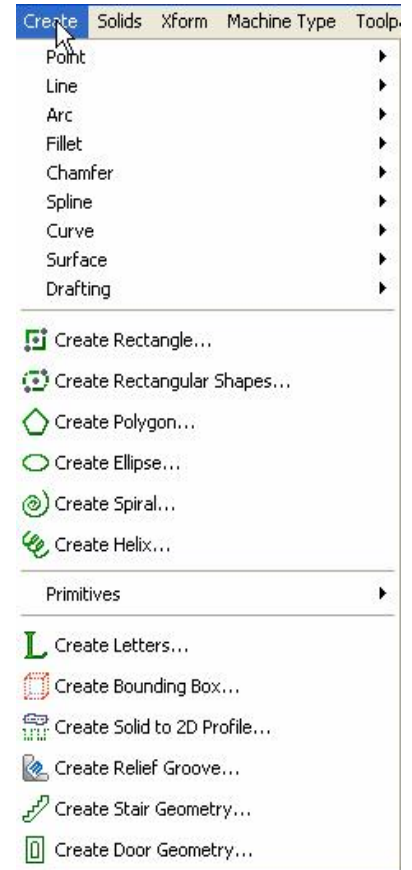 Create Solids Xform Machine Type Toolp
Point
Line
Arc
Fillet
Chamfer
Spline
Curve
Surface
Drafting
Create Rectangle...
Create Rectangular Shapes...
Create Polygon...
Create Ellipse...
Create Spiral...
Create Helix...
Primitives
Create Letters...
Create Bounding Box...
Create Solid to 2D Profile...
Create Relief Groove...
Create Stair Geometry...
Create Door Geometry...